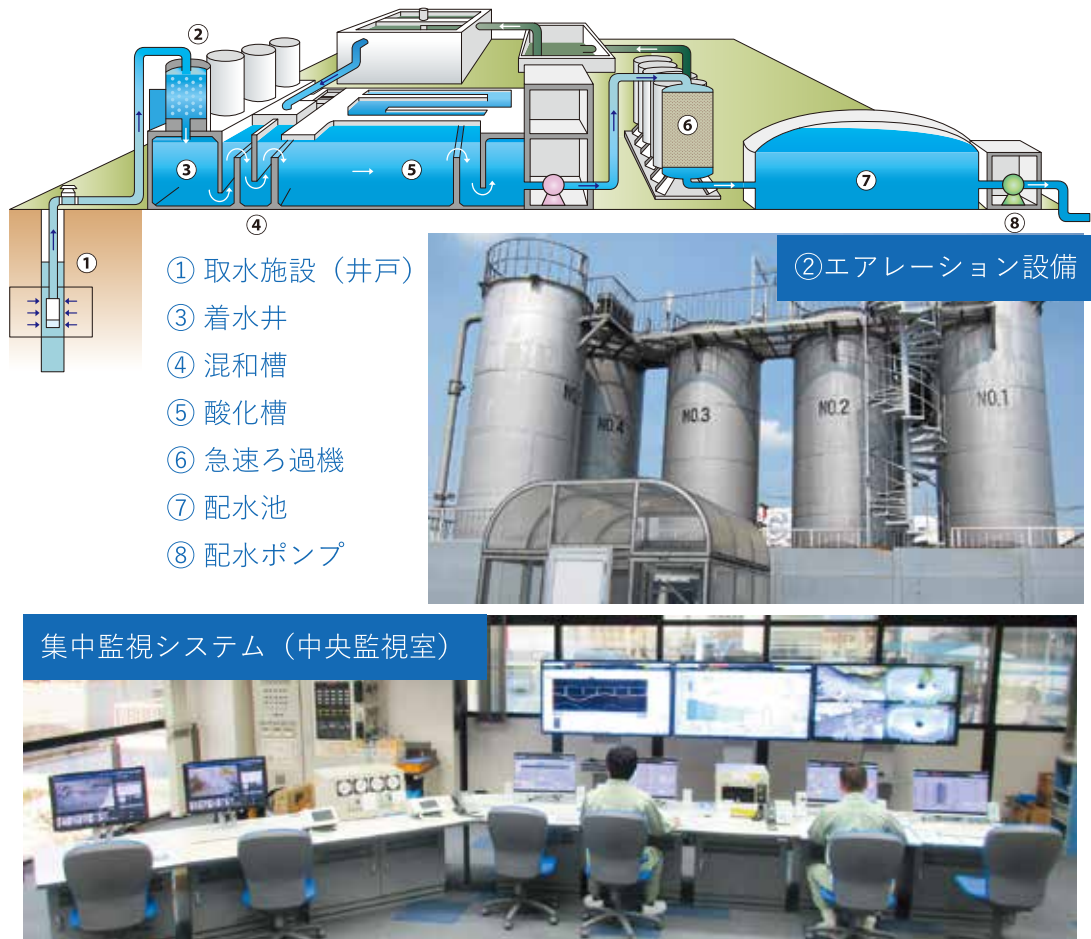 ②
⑥
③
⑤
⑦
④
⑧
①
① 取水施設（井戸）
③ 着水井
④ 混和槽
⑤ 酸化槽
⑥ 急速ろ過機
⑦ 配水池
⑧ 配水ポンプ
②エアレーション設備
NO.4
NO.3
NO.2
NO.1
集中監視システム（中央監視室）